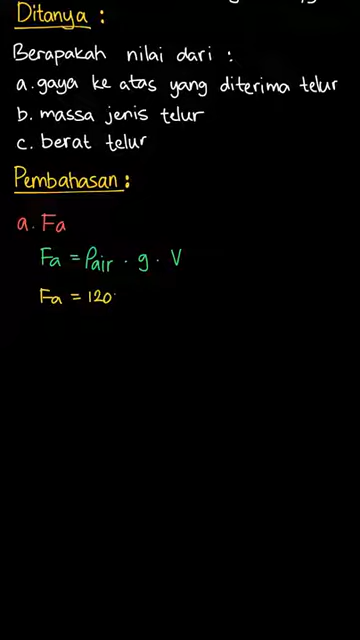 Ditanya :
Berapakah nilai dari :
a. gaya ke atas yang diterima telur
b. massa jenis telur
c. berat telur
Pembahasan :
a. Fa
Fa = ρair · g · V
Fa = 120